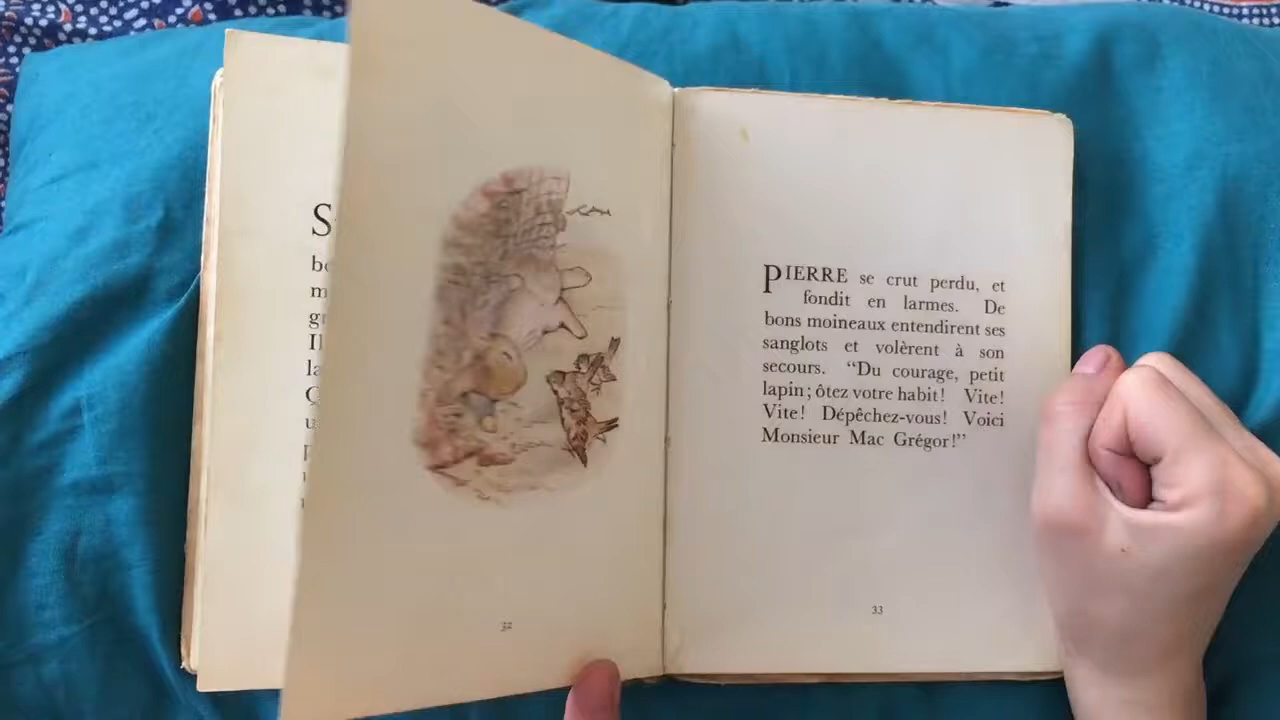 S
32
PIERRE se crut perdu, et
fondit en larmes. De
bons moineaux entendirent ses
sanglots et volèrent à son
secours. “Du courage, petit
lapin; ôtez votre habit! Vite!
Vite! Dépêchez-vous! Voici
Monsieur Mac Grégor!”
33